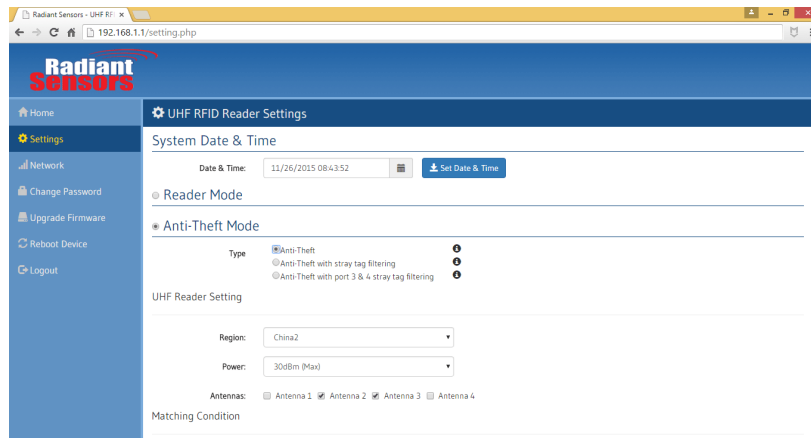 Radiant Sensors - UHF RFI
192.168.1.1/setting.php
Radiant
Sensors
Home
Settings
Network
Change Password
Upgrade Firmware
Reboot Device
Logout
UHF RFID Reader Settings
System Date & Time
Date & Time: 11/26/2015 08:43:52 Set Date & Time
Reader Mode
Anti-Theft Mode
Type Anti-Theft
Anti-Theft with stray tag filtering
Anti-Theft with port 3 & 4 stray tag filtering
UHF Reader Setting
Region: China2
Power: 30dBm (Max)
Antennas: Antenna 1 Antenna 2 Antenna 3 Antenna 4
Matching Condition